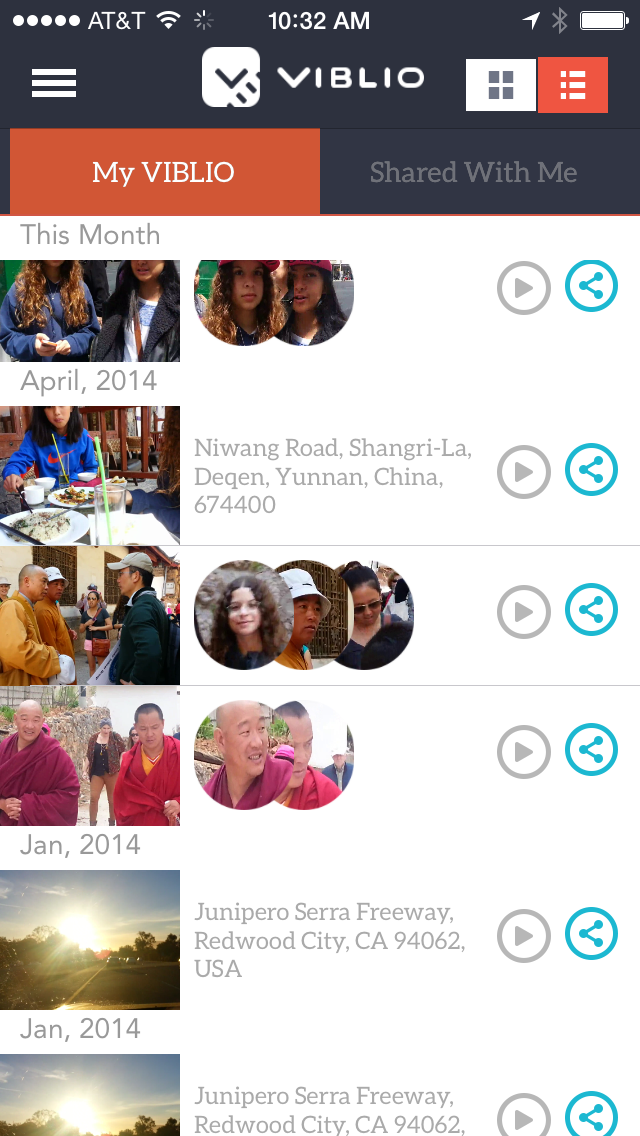 AT&T 10:32 AM
VIBLIO
My VIBLIO Shared With Me
This Month
April, 2014
Niwang Road, Shangri-La,
Deqen, Yunnan, China,
674400
Jan, 2014
Junipero Serra Freeway,
Redwood City, CA 94062,
USA
Jan, 2014
Junipero Serra Freeway,
Redwood City, CA 94062,